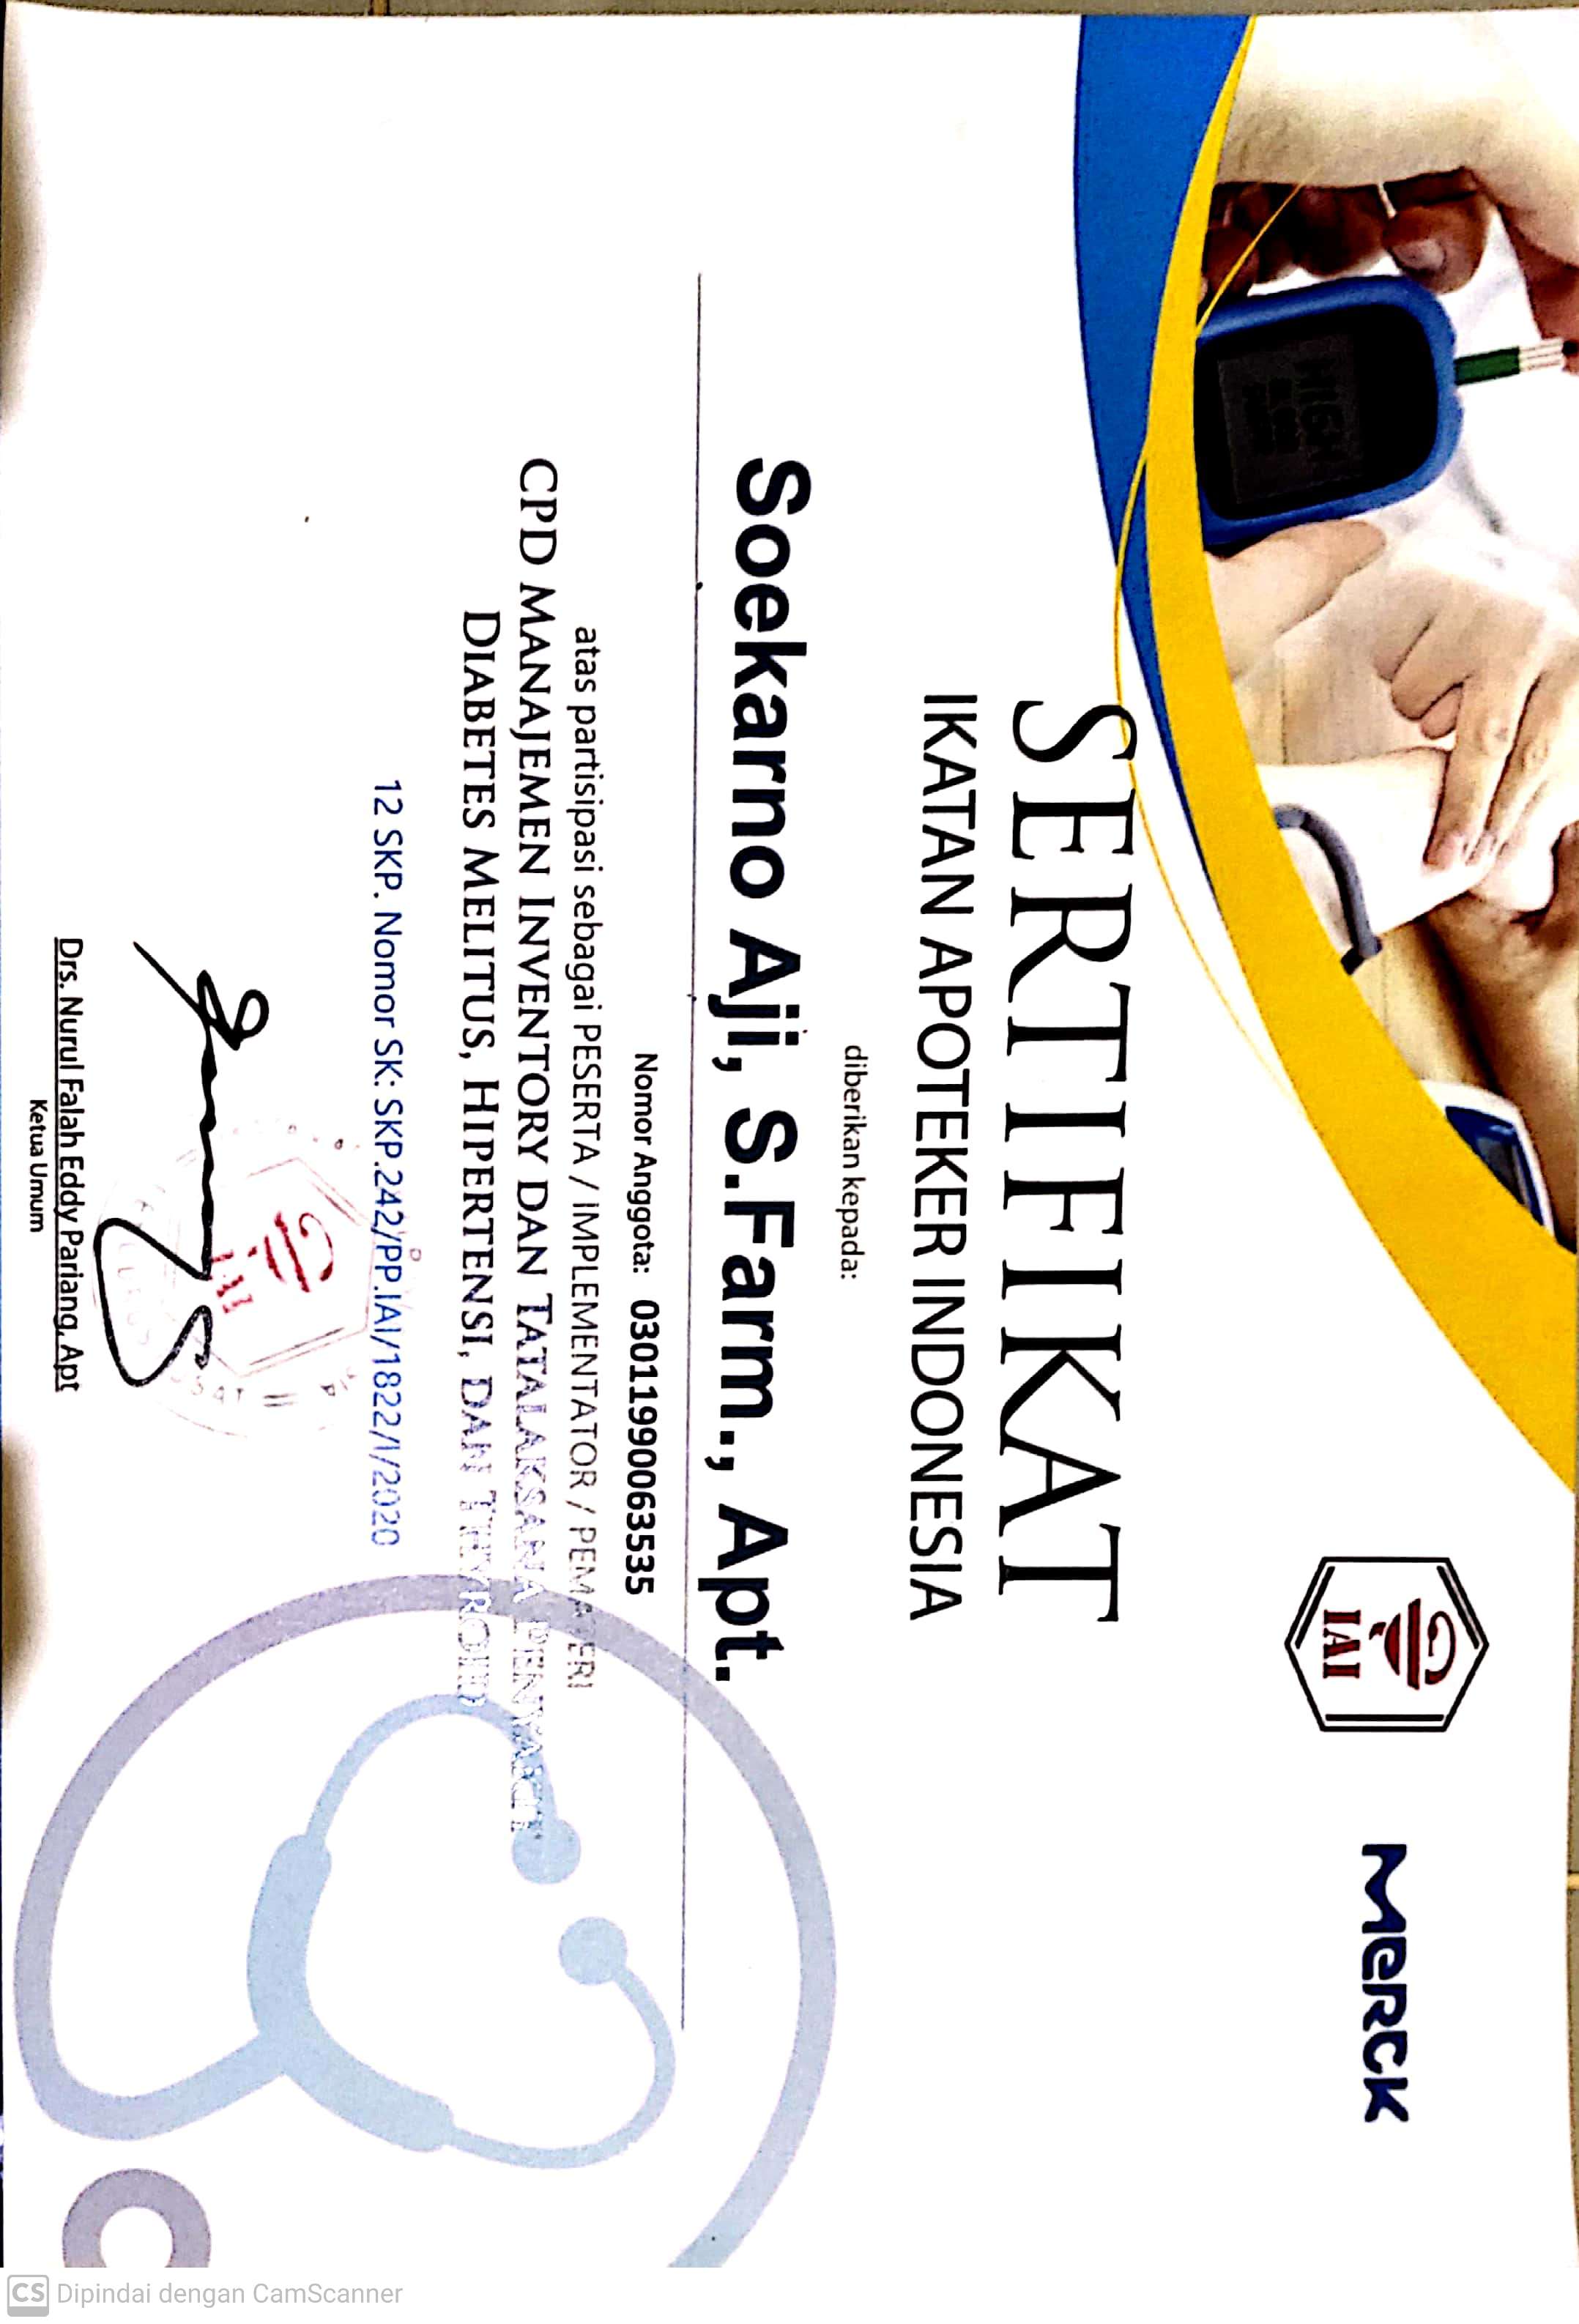 IAI
MERCK
SERTIFIKAT
IKATAN APOTEKER INDONESIA
diberikan kepada:
Soekarno Aji, S.Farm., Apt.
Nomor Anggota: 03011990063535
atas partisipasi sebagai PESERTA / IMPLEMENTATOR / PEMATERI
CPD MANAJEMEN INVENTORY DAN TATALAKSANA PENYAKIT
DIABETES MELITUS, HIPERTENSI, DAN THYROID
12 SKP. Nomor SK: SKP.242/PP.IAI/1822/I/2020
IAI
Drs. Nurul Falah Eddy Pariang, Apt
Ketua Umum
CS Dipindai dengan CamScanner